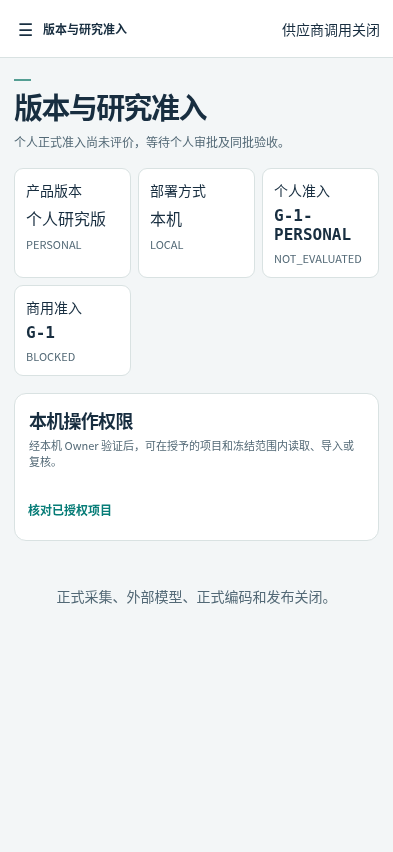 ☰ 版本与研究准入 供应商调用关闭
版本与研究准入
个人正式准入尚未评价，等待个人审批及同批验收。
产品版本
个人研究版
PERSONAL
部署方式
本机
LOCAL
个人准入
G-1-
PERSONAL
NOT_EVALUATED
商用准入
G-1
BLOCKED
本机操作权限
经本机 Owner 验证后，可在授予的项目和冻结范围内读取、导入或
复核。
核对已授权项目
正式采集、外部模型、正式编码和发布关闭。